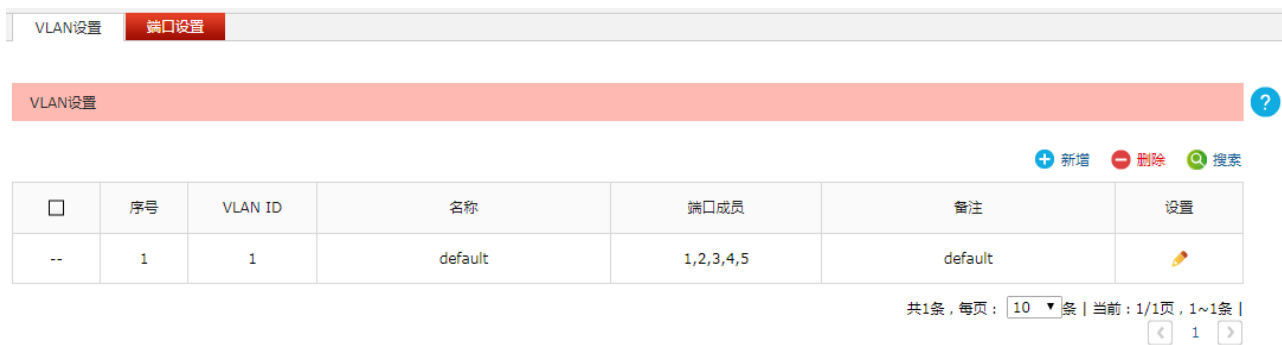 VLAN设置 端口设置
VLAN设置 ?
新增 删除 搜索
序号 VLAN ID 名称 端口成员 备注 设置
-- 1 1 default 1,2,3,4,5 default
共1条，每页： 10 条 | 当前：1/1页，1~1条 |
< 1 >